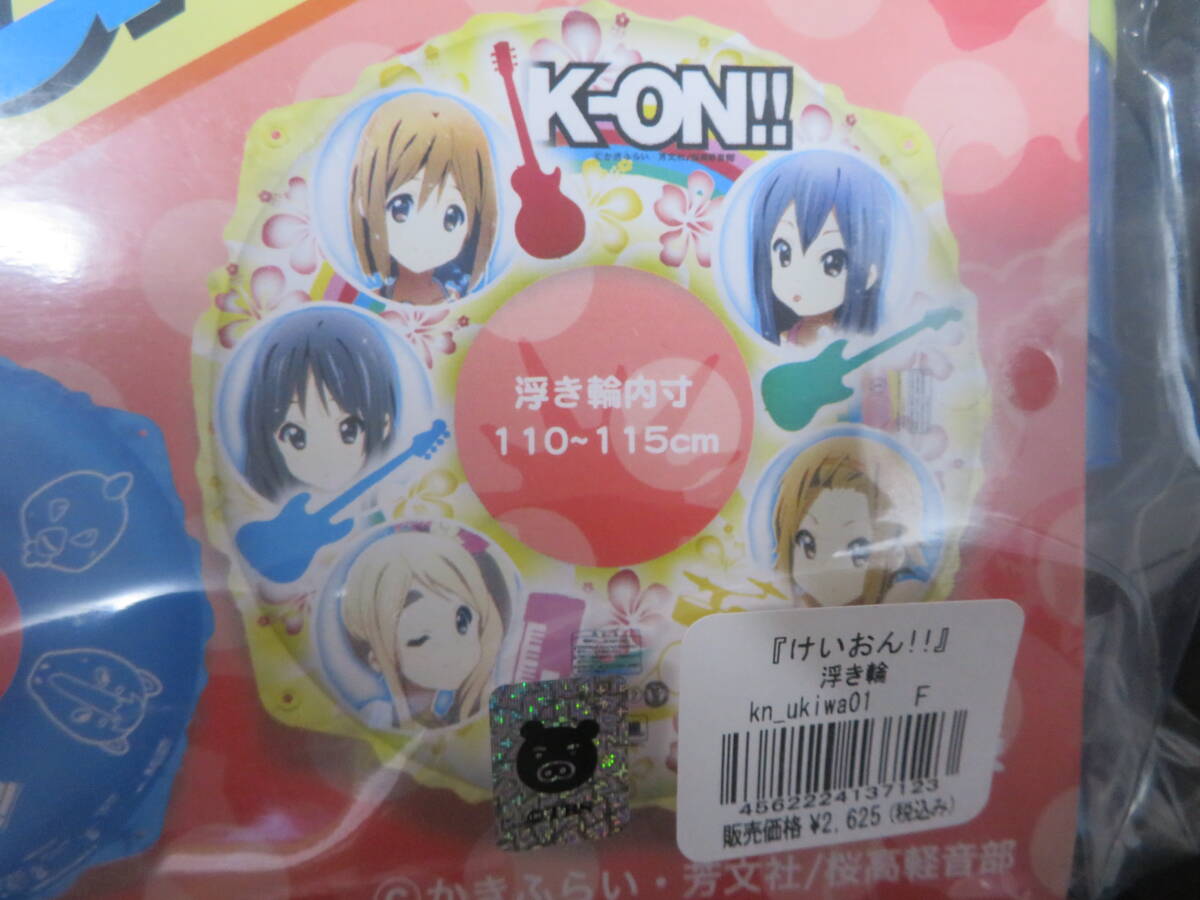 K-ON!!
浮き輪内寸
110~115cm
『けいおん!!』
浮き輪
kn_ukiwa01 F
4562224137123
販売価格 ¥2,625(税込み)
©TBS
©かきふらい・芳文社/桜高軽音部